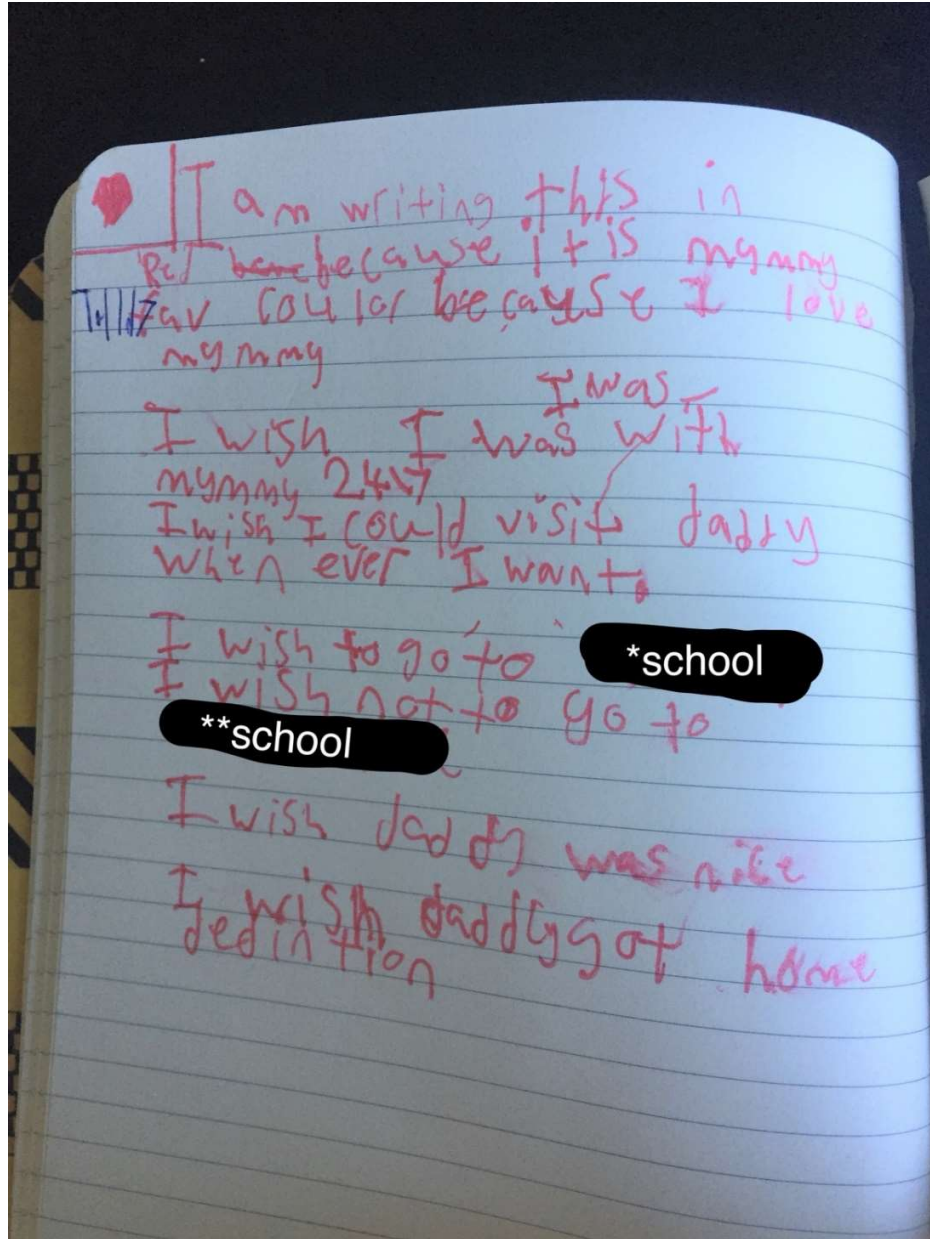 I am writing this in
Red because it is mymmy
fav coulor because I love
mymmy
I was
I wish I was with
mymmy 24\7
I wish I could visit daddy
when ever I want.
I wish to go to *school
I wish not to go to
**school
I wish daddy was nice
I wish daddy got home
dedintion